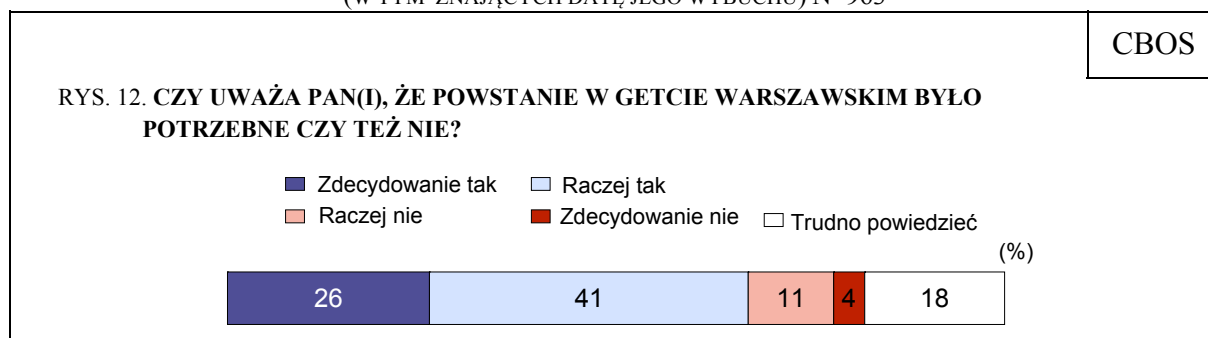 CBOS
RYS. 12. CZY UWAŻA PAN(I), ŻE POWSTANIE W GETCIE WARSZAWSKIM BYŁO
POTRZEBNE CZY TEŻ NIE?
Zdecydowanie tak Raczej tak
Raczej nie Zdecydowanie nie Trudno powiedzieć
(%)
26 41 11 4 18